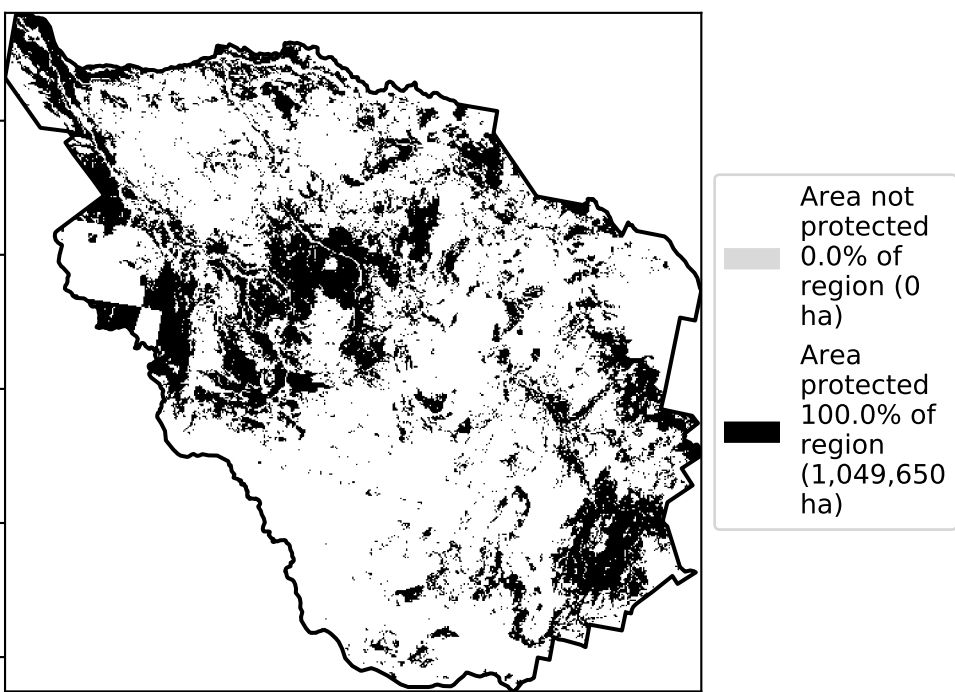 Area not
protected
0.0% of
region (0
ha)
Area
protected
100.0% of
region
(1,049,650
ha)